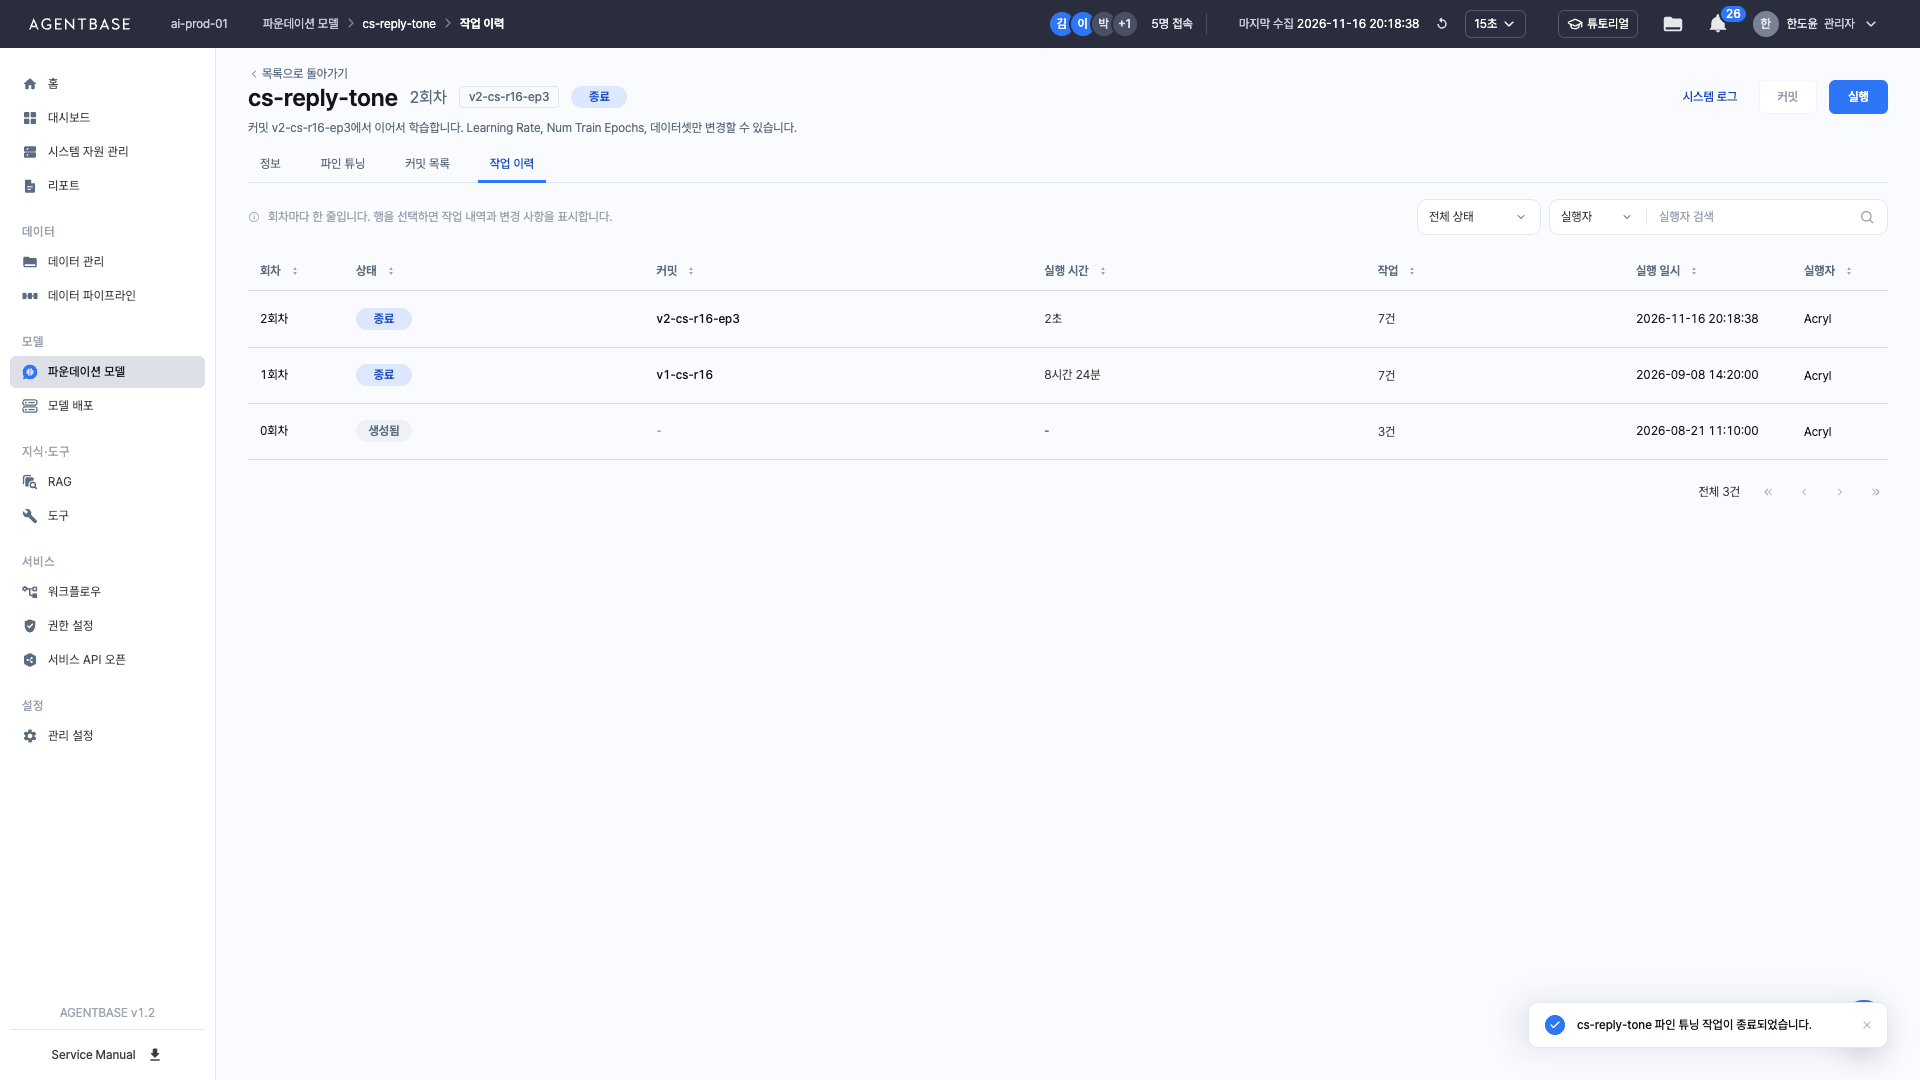 AGENTBASE
ai-prod-01
파운데이션 모델 > cs-reply-tone > 작업 이력
김 이 박 +1 5명 접속
마지막 수집 2026-11-16 20:18:38
15초
튜토리얼
26
한 한도윤 관리자
홈
대시보드
시스템 자원 관리
리포트
데이터
데이터 관리
데이터 파이프라인
모델
파운데이션 모델
모델 배포
지식·도구
RAG
도구
서비스
워크플로우
권한 설정
서비스 API 오픈
설정
관리 설정
AGENTBASE v1.2
Service Manual
목록으로 돌아가기
cs-reply-tone 2회차 v2-cs-r16-ep3 종료
시스템 로그 커밋 실행
커밋 v2-cs-r16-ep3에서 이어서 학습합니다. Learning Rate, Num Train Epochs, 데이터셋만 변경할 수 있습니다.
정보 파인 튜닝 커밋 목록 작업 이력
회차마다 한 줄입니다. 행을 선택하면 작업 내역과 변경 사항을 표시합니다.
전체 상태 실행자 실행자 검색
회차 상태 커밋 실행 시간 작업 실행 일시 실행자
2회차 종료 v2-cs-r16-ep3 2초 7건 2026-11-16 20:18:38 Acryl
1회차 종료 v1-cs-r16 8시간 24분 7건 2026-09-08 14:20:00 Acryl
0회차 생성됨 - - 3건 2026-08-21 11:10:00 Acryl
전체 3건
cs-reply-tone 파인 튜닝 작업이 종료되었습니다.